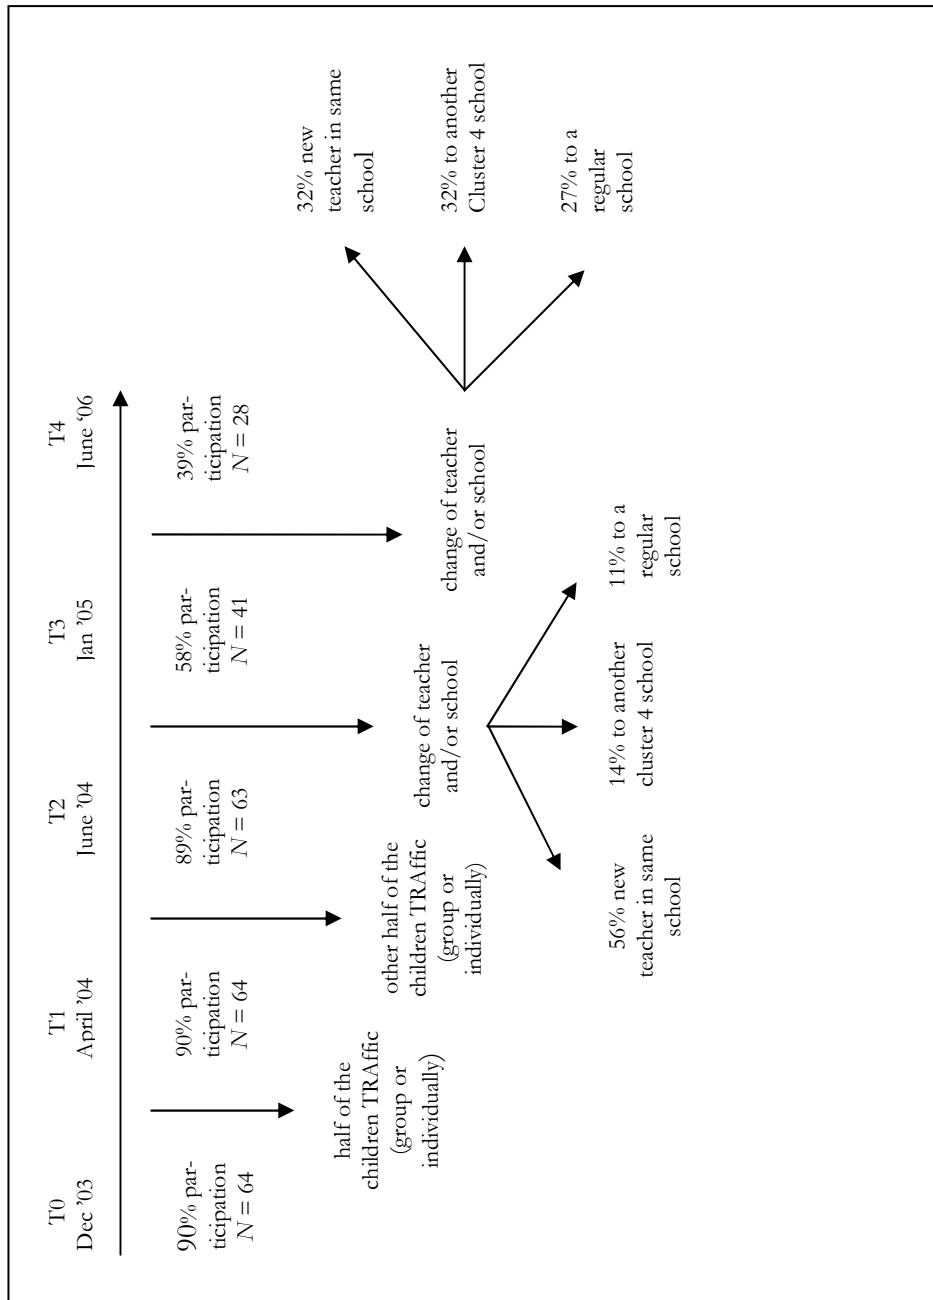 T0
Dec '03
T1
April '04
T2
June '04
T3
Jan '05
T4
June ‘06
90% par-
ticipation
N = 64
90% par-
ticipation
N = 64
89% par-
ticipation
N = 63
58% par-
ticipation
N = 41
39% par-
ticipation
N = 28
half of the
children TRAffic
(group or
individually)
other half of the
children TRAffic
(group or
individually)
change of teacher
and/or school
change of teacher
and/or school
56% new
teacher in same
school
14% to another
cluster 4 school
11% to a
regular
school
32% new
teacher in same
school
32% to another
Cluster 4 school
27% to a
regular
school